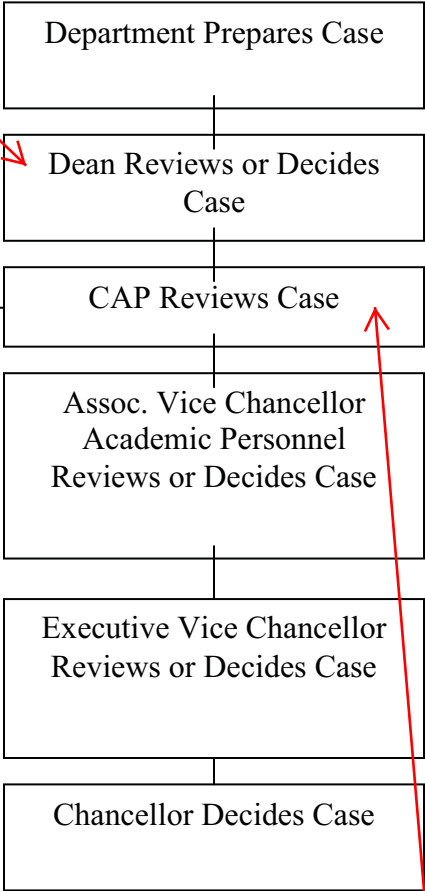 Department Prepares Case
Dean Reviews or Decides
Case
CAP Reviews Case
Assoc. Vice Chancellor
Academic Personnel
Reviews or Decides Case
Executive Vice Chancellor
Reviews or Decides Case
Chancellor Decides Case